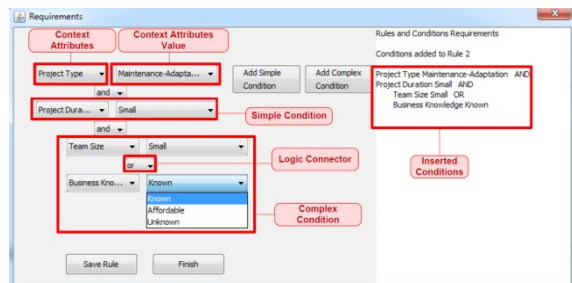 Requirements
Context Attributes
Context Attributes Value
Project Type
Maintenance-Adapta...
Add Simple Condition
Add Complex Condition
and
Project Dura...
Small
Simple Condition
and
Team Size
Small
or
Logic Connector
Business Kno...
Known
Known
Affordable
Unknown
Complex Condition
Save Rule
Finish
Rules and Conditions Requirements
Conditions added to Rule 2
Project Type Maintenance-Adaptation AND
Project Duration Small AND
Team Size Small OR
Business Knowledge Known
Inserted Conditions